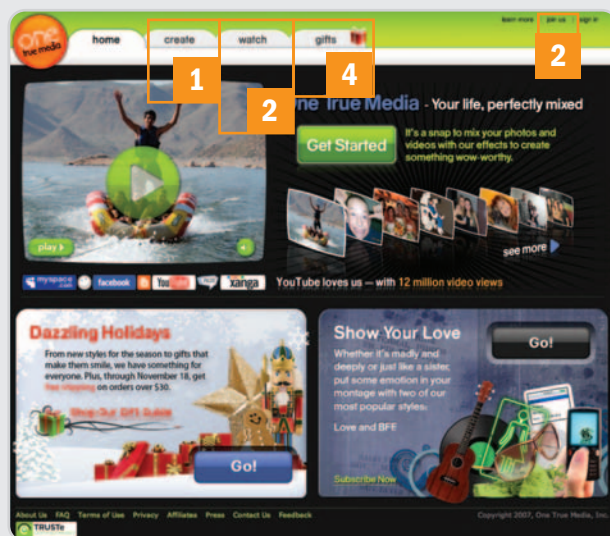 learn more | join us | sign in
one
true media
home
create
watch
gifts
1
2
4
2
One True Media - Your life, perfectly mixed
Get Started
It's a snap to mix your photos and
videos with our effects to create
something wow-worthy.
play
see more
myspace
.com
facebook
You
xanga
YouTube loves us — with 12 million video views
Dazzling Holidays
From new styles for the season to gifts that
make them smile, we have something for
everyone. Plus, through November 18, get
free shipping on orders over $30.
Shop Our Gift Guide
Go!
Show Your Love
Go!
Whether it's madly and
deeply or just like a sister,
put some emotion in your
montage with two of our
most popular styles:
Love and BFE
Subscribe Now
About Us FAQ Terms of Use Privacy Affiliates Press Contact Us Feedback
Copyright 2007, One True Media, Inc.
TRUSTe